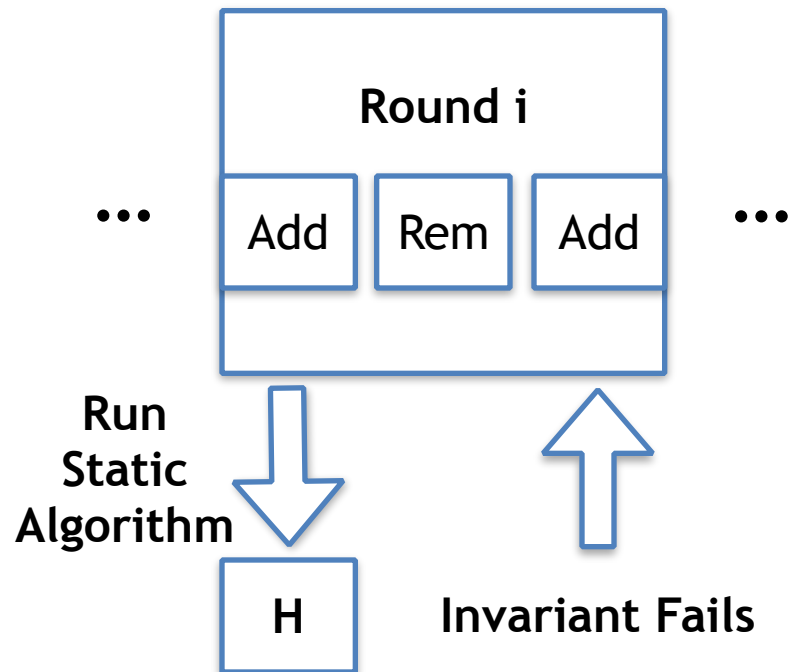 Round i
... Add Rem Add ...
Run
Static
Algorithm
H
Invariant Fails